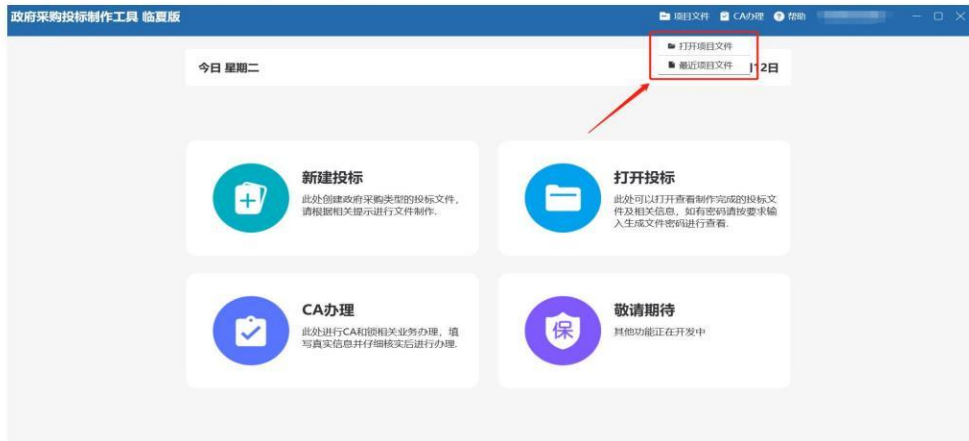 政府采购投标制作工具 临夏版
项目文件 CA办理 帮助
打开项目文件
最近项目文件
今日 星期二
12日
新建投标
此处创建政府采购类型的投标文件，
请根据相关提示进行文件制作.
打开投标
此处可以打开查看制作完成的投标文
件及相关信息，如有密码请按要求输
入生成文件密码进行查看.
CA办理
此处进行CA和锁相关业务办理，填
写真实信息并仔细核实后进行办理.
保
敬请期待
其他功能正在开发中